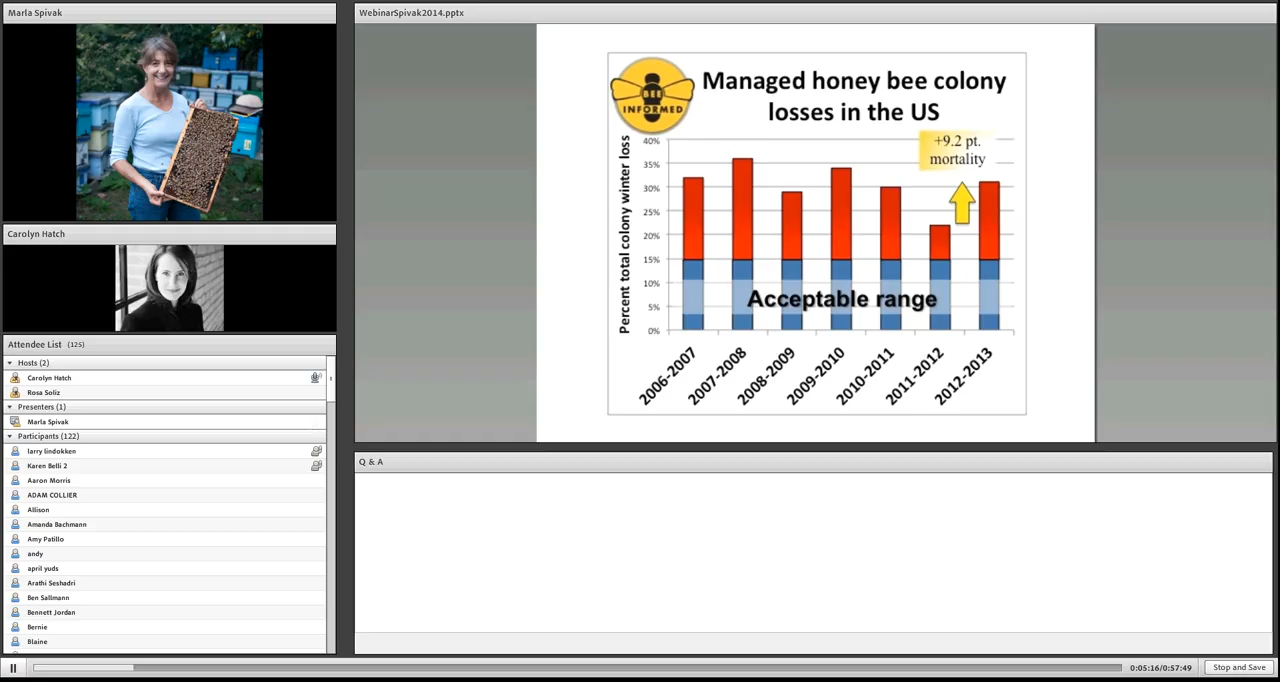 Marla Spivak
Carolyn Hatch
Attendee List (125)
Hosts (2)
Carolyn Hatch
Rosa Soliz
Presenters (1)
Marla Spivak
Participants (122)
larry lindokken
Karen Belli 2
Aaron Morris
ADAM COLLIER
Allison
Amanda Bachmann
Amy Patillo
andy
april yuds
Arathi Seshadri
Ben Sallmann
Bennett Jordan
Bernie
Blaine
WebinarSpivak2014.pptx
BEE
INFORMED
Managed honey bee colony
losses in the US
+9.2 pt.
mortality
Percent total colony winter loss
40%
35%
30%
25%
20%
15%
10%
5%
0%
Acceptable range
2006-2007
2007-2008
2008-2009
2009-2010
2010-2011
2011-2012
2012-2013
Q & A
0:05:16/0:57:49
Stop and Save